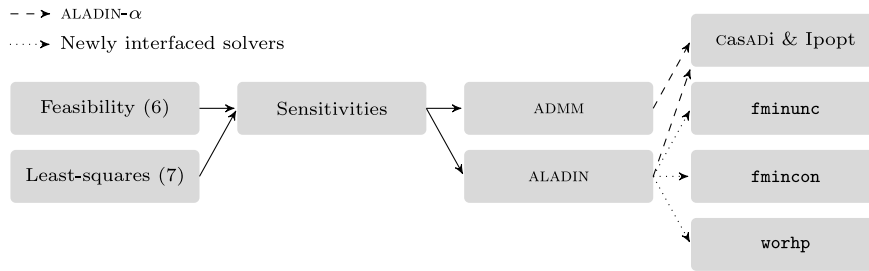 ALADIN-α
Newly interfaced solvers
CasADi & Ipopt
Feasibility (6)
Sensitivities
ADMM
fminunc
Least-squares (7)
ALADIN
fmincon
worhp